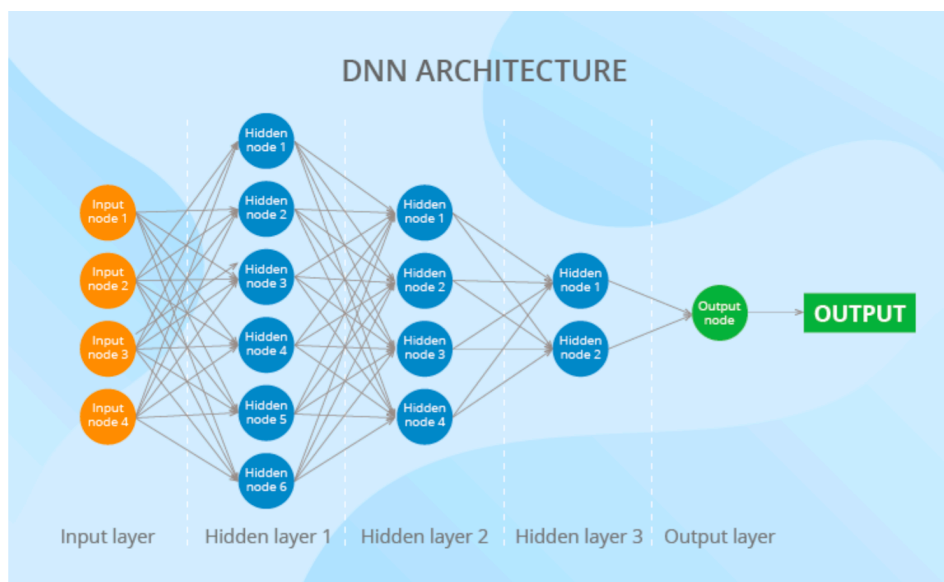 DNN ARCHITECTURE
Input
node 1
Input
node 2
Input
node 3
Input
node 4
Hidden
node 1
Hidden
node 2
Hidden
node 3
Hidden
node 4
Hidden
node 5
Hidden
node 6
Hidden
node 1
Hidden
node 2
Hidden
node 3
Hidden
node 4
Hidden
node 1
Hidden
node 2
Output
node
OUTPUT
Input layer
Hidden layer 1
Hidden layer 2
Hidden layer 3
Output layer